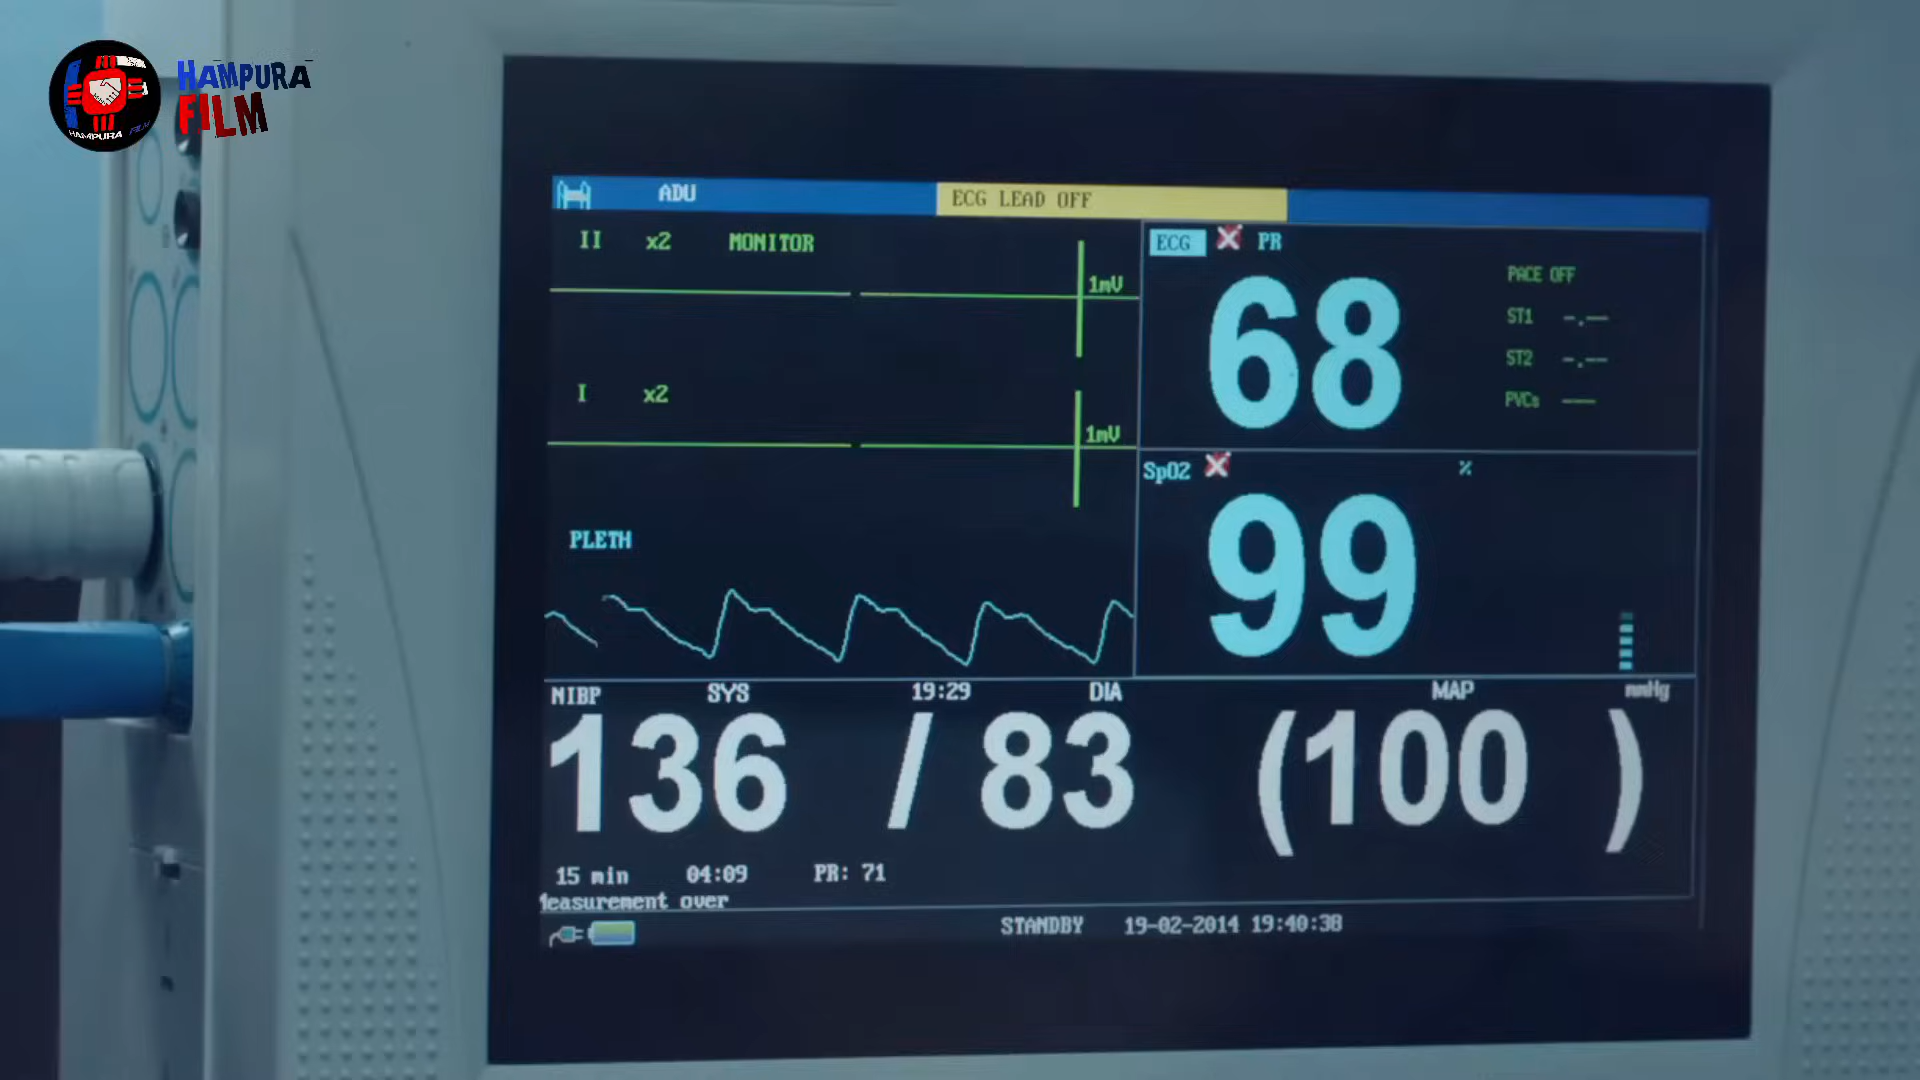 HAMPURA
FILM
HAMPURA FILM
ADU
ECG LEAD OFF
II x2 MONITOR
1mV
ECG PR
68
PACE OFF
ST1 -.--
ST2 -.--
PVCs ---
I x2
1mV
SpO2 %
99
PLETH
NIBP SYS 19:29 DIA MAP mmHg
136 / 83 (100 )
15 min 04:09 PR: 71
Measurement over
STANDBY 19-02-2014 19:40:38